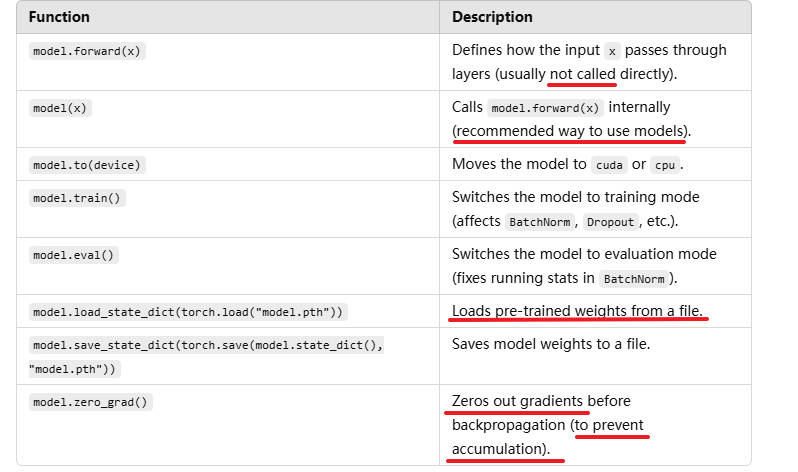 Function Description
model.forward(x) Defines how the input x passes through
layers (usually not called directly).
model(x) Calls model.forward(x) internally
(recommended way to use models).
model.to(device) Moves the model to cuda or cpu.
model.train() Switches the model to training mode
(affects BatchNorm, Dropout, etc.).
model.eval() Switches the model to evaluation mode
(fixes running stats in BatchNorm).
model.load_state_dict(torch.load("model.pth")) Loads pre-trained weights from a file.
model.save_state_dict(torch.save(model.state_dict(), Saves model weights to a file.
"model.pth"))
model.zero_grad() Zeros out gradients before
backpropagation (to prevent
accumulation).